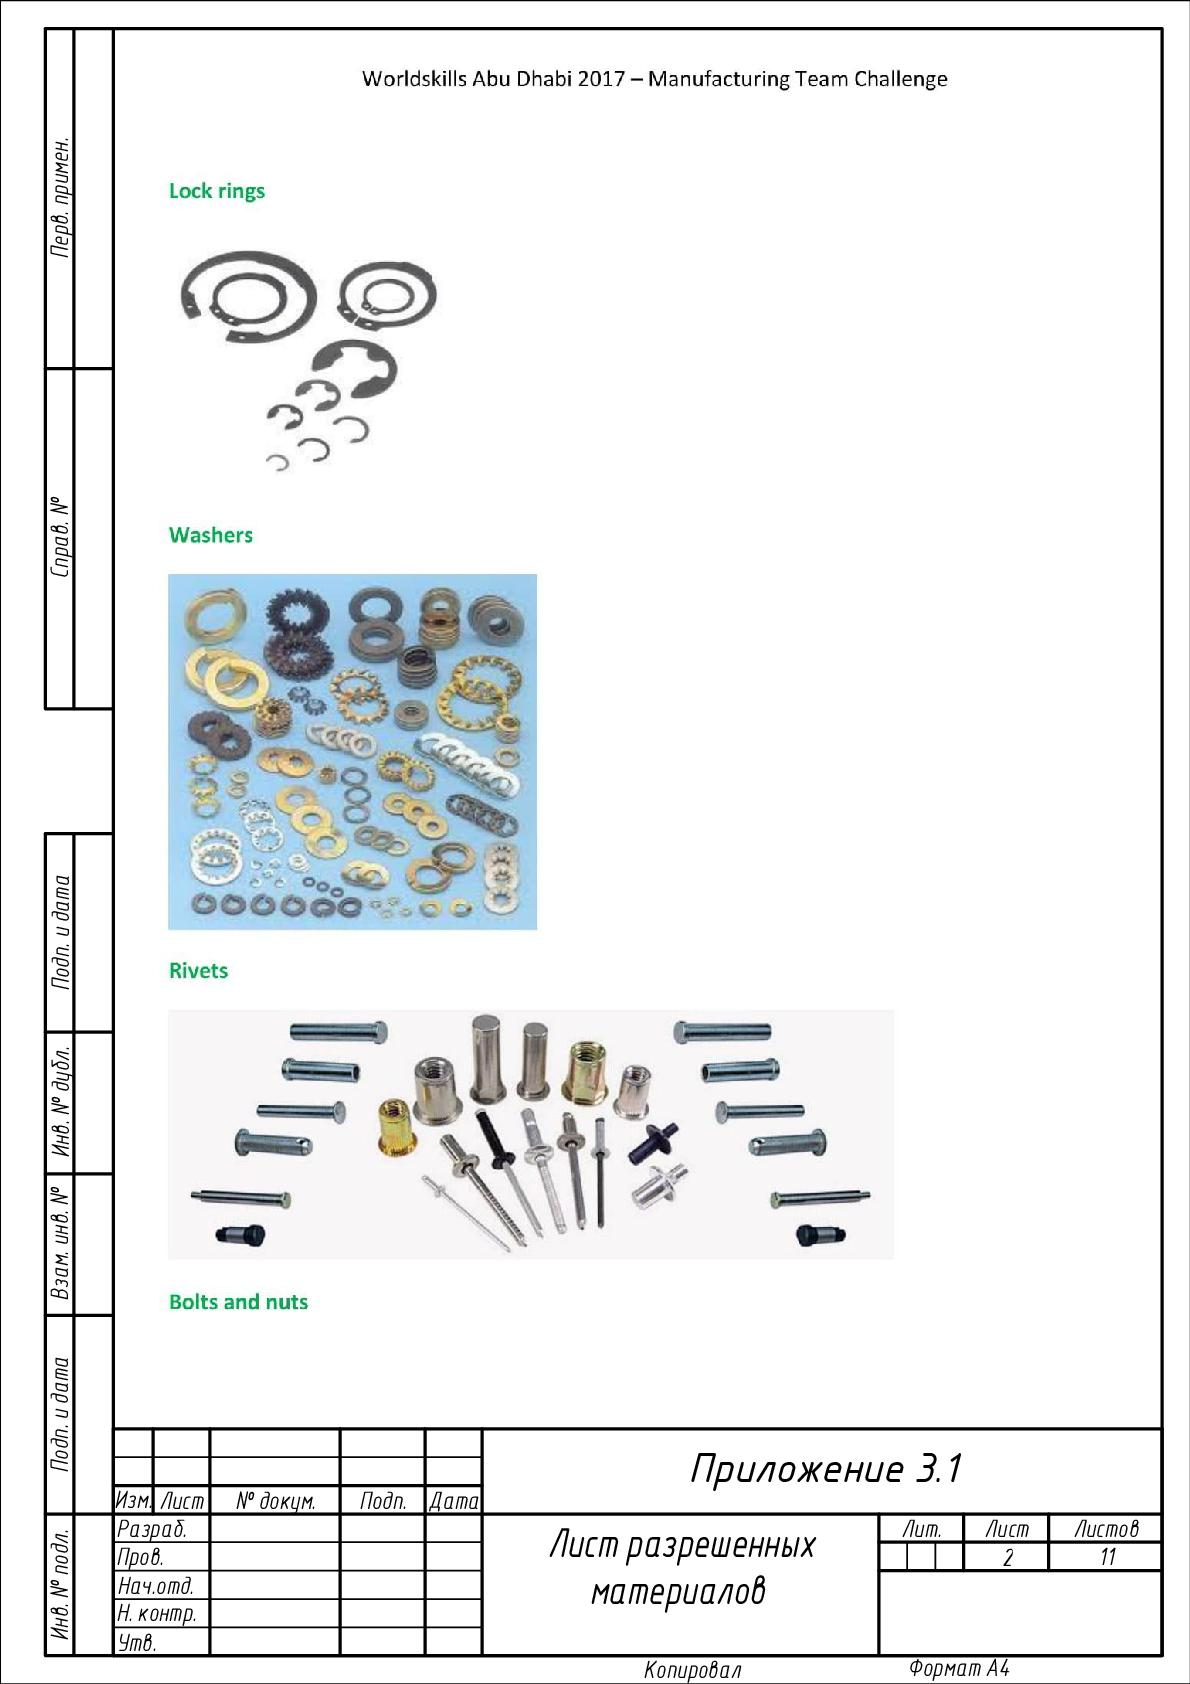 Worldskills Abu Dhabi 2017 – Manufacturing Team Challenge
Lock rings
Washers
Rivets
Bolts and nuts
Перв. примен.
Справ. №
Подп. и дата
Инв. № дубл.
Взам. инв. №
Подп. и дата
Инв. № подл.
Изм. Лист № докум. Подп. Дата
Разраб.
Пров.
Нач.отд.
Н. контр.
Утв.
Приложение 3.1
Лист разрешенных
материалов
Лит. Лист Листов
2 11
Копировал Формат А4